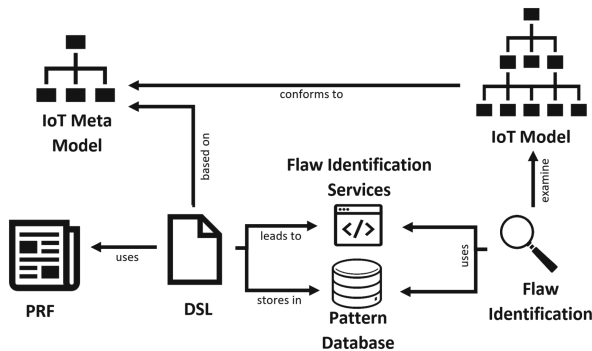 conforms to
IoT Meta
Model
IoT Model
based on
examine
Flaw Identification
Services
</>
leads to
uses
uses
PRF
DSL
stores in
Pattern
Database
Flaw
Identification